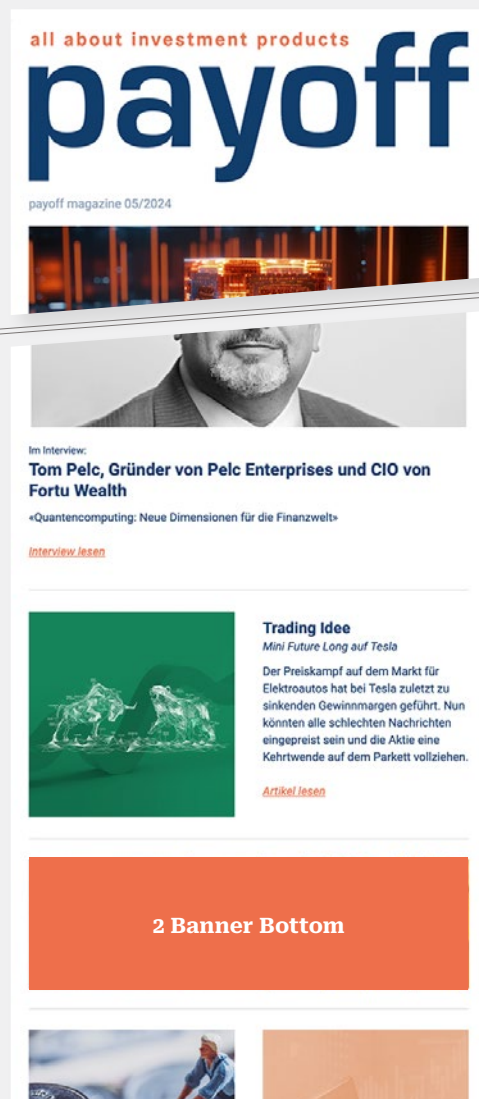 all about investment products
payoff
payoff magazine 05/2024
Im Interview:
Tom Pelc, Gründer von Pelc Enterprises und CIO von
Fortu Wealth
«Quantencomputing: Neue Dimensionen für die Finanzwelt»
Interview lesen
Trading Idee
Mini Future Long auf Tesla
Der Preiskampf auf dem Markt für
Elektroautos hat bei Tesla zuletzt zu
sinkenden Gewinnmargen geführt. Nun
könnten alle schlechten Nachrichten
eingepreist sein und die Aktie eine
Kehrtwende auf dem Parkett vollziehen.
Artikel lesen
2 Banner Bottom